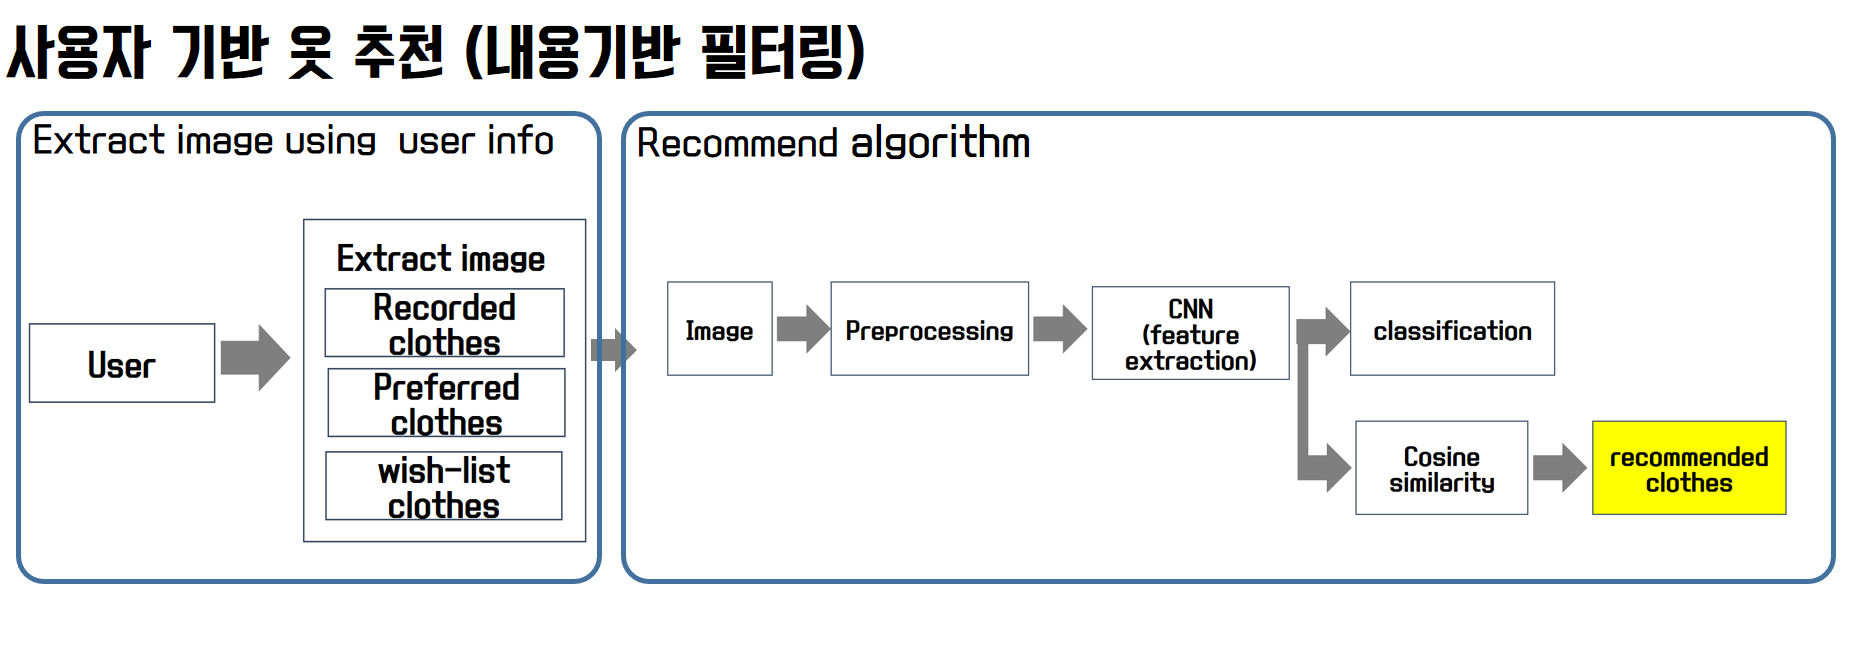 사용자 기반 옷 추천 (내용기반 필터링)
Extract image using  user info
User
Extract image
Recorded
clothes
Preferred
clothes
wish-list
clothes
Recommend algorithm
Image
Preprocessing
CNN
(feature
extraction)
classification
Cosine
similarity
recommended
clothes